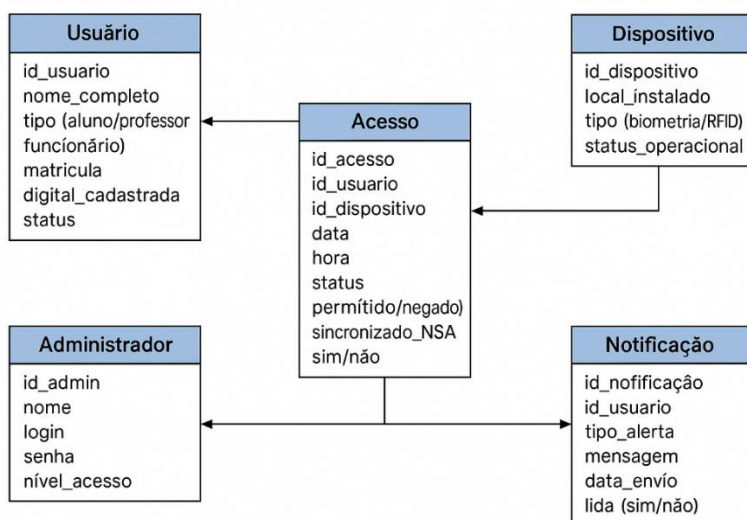 Usuário
id_usuario
nome_completo
tipo (aluno/professor
funcíonário)
matricula
digital_cadastrada
status
Dispositivo
id_dispositivo
local_ínstalado
tipo (biometria/RFID)
status_operacional
Acesso
id_acesso
id_usuario
id_dispositivo
data
hora
status
permítido/negado)
sincronizado_NSA
sim/não
Administrador
id_admin
nome
login
senha
nível_acesso
Notificação
id_nofificaçâo
id_usuario
tipo_alerta
mensagem
data_envío
lida (sim/não)